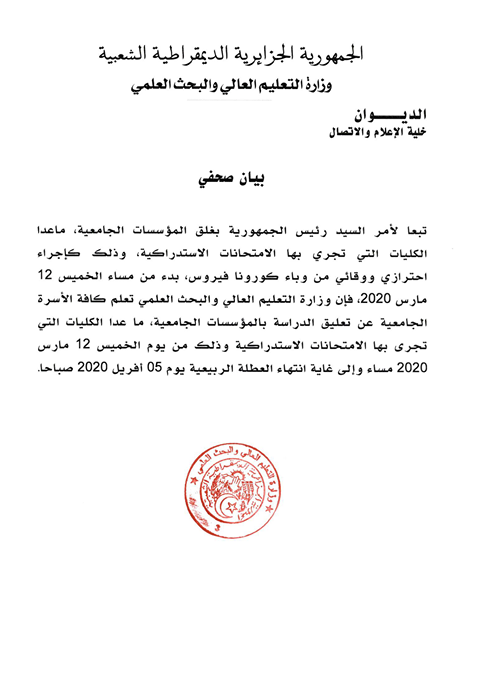 الجمهورية الجزايرية الديمقراطية الشعبية
وزارة التعليم العالي والبحث العلمي
الديـــــوان
خلية الإعلام والاتصال
بيان صحفي
تبعا لأمر السيد رئيس الجمهورية بغلق المؤسسات الجامعية، ماعدا
الكليات التي تجري بها الامتحانات الاستدراكية، وذلك كإجراء
احترازي ووقائي من وباء كورونا فيروس، بدء من مساء الخميس 12
مارس 2020، فإن وزارة التعليم العالي والبحث العلمي تعلم كافة الأسرة
الجامعية عن تعليق الدراسة بالمؤسسات الجامعية، ما عدا الكليات التي
تجرى بها الامتحانات الاستدراكية وذلك من يوم الخميس 12 مارس
2020 مساء وإلى غاية انتهاء العطلة الربيعية يوم 05 أفريل 2020 صباحا.
وزارة التعليم العالي والبحث العلمي